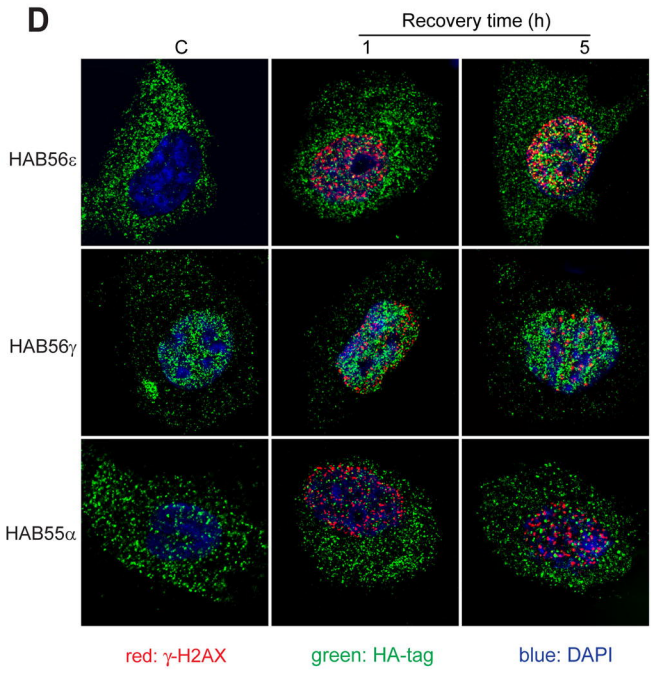 D
Recovery time (h)
C 1 5
HAB56ε
HAB56γ
HAB55α
red: γ-H2AX green: HA-tag blue: DAPI